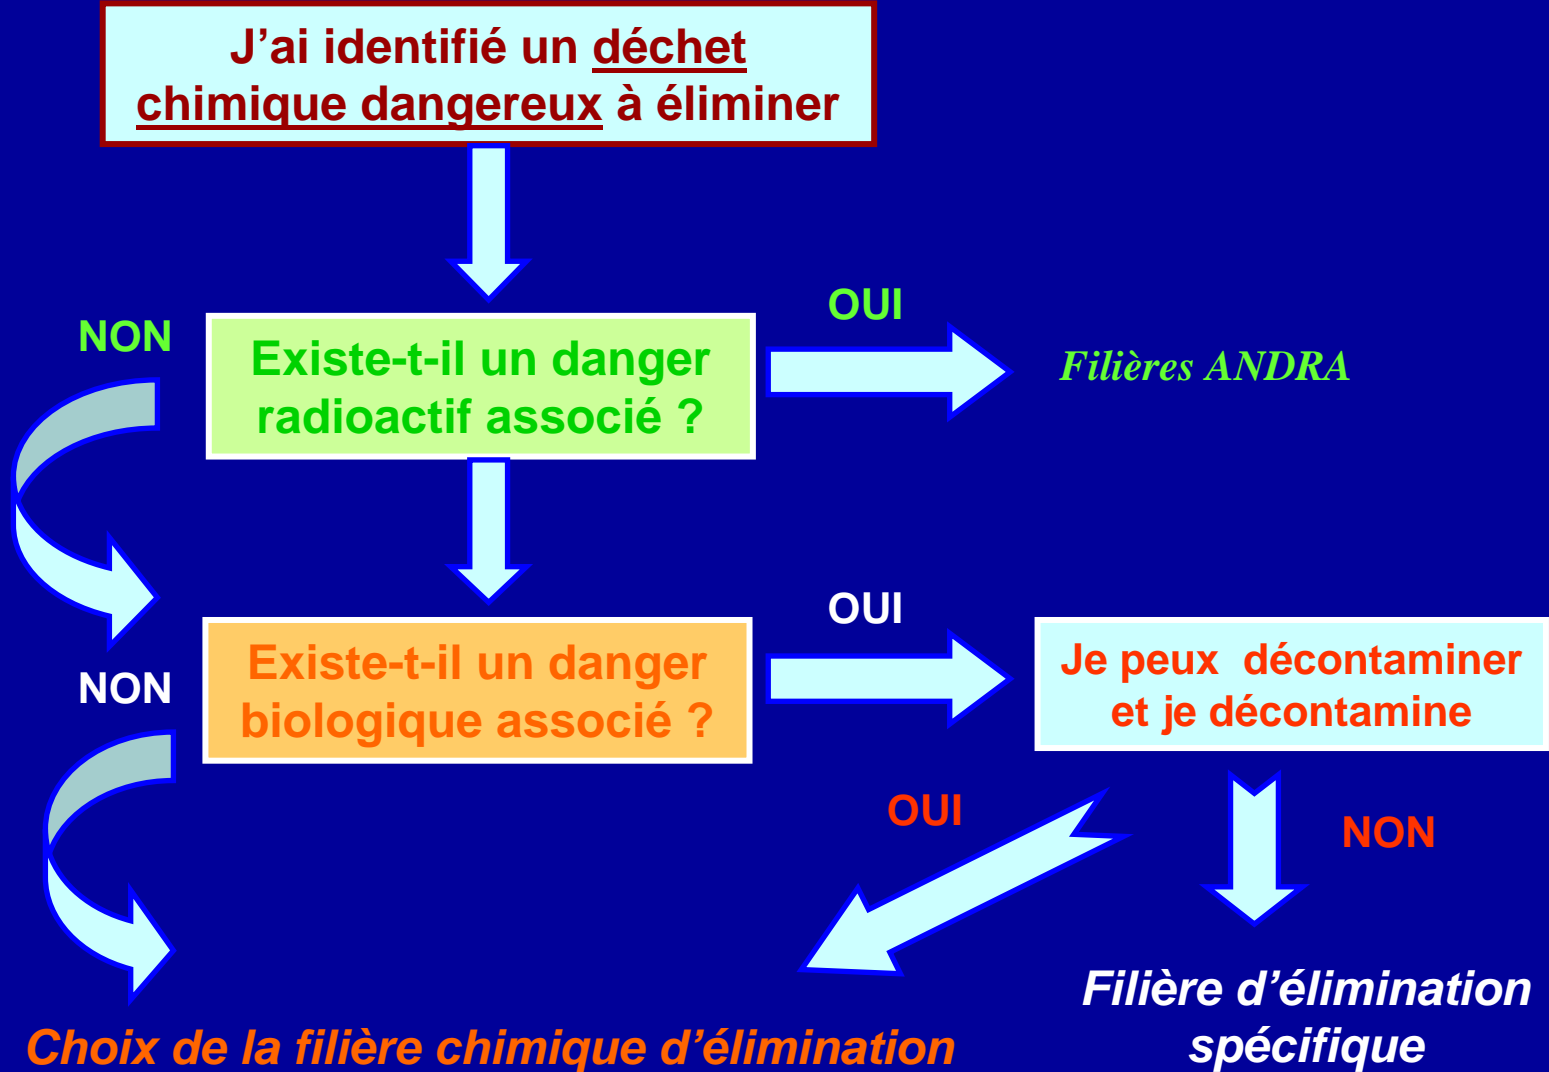 J’ai identifié un déchet
chimique dangereux à éliminer
NON
Existe-t-il un danger
radioactif associé ?
OUI
Filières ANDRA
NON
Existe-t-il un danger
biologique associé ?
OUI
Je peux  décontaminer
et je décontamine
OUI
NON
Choix de la filière chimique d’élimination
Filière d’élimination
spécifique